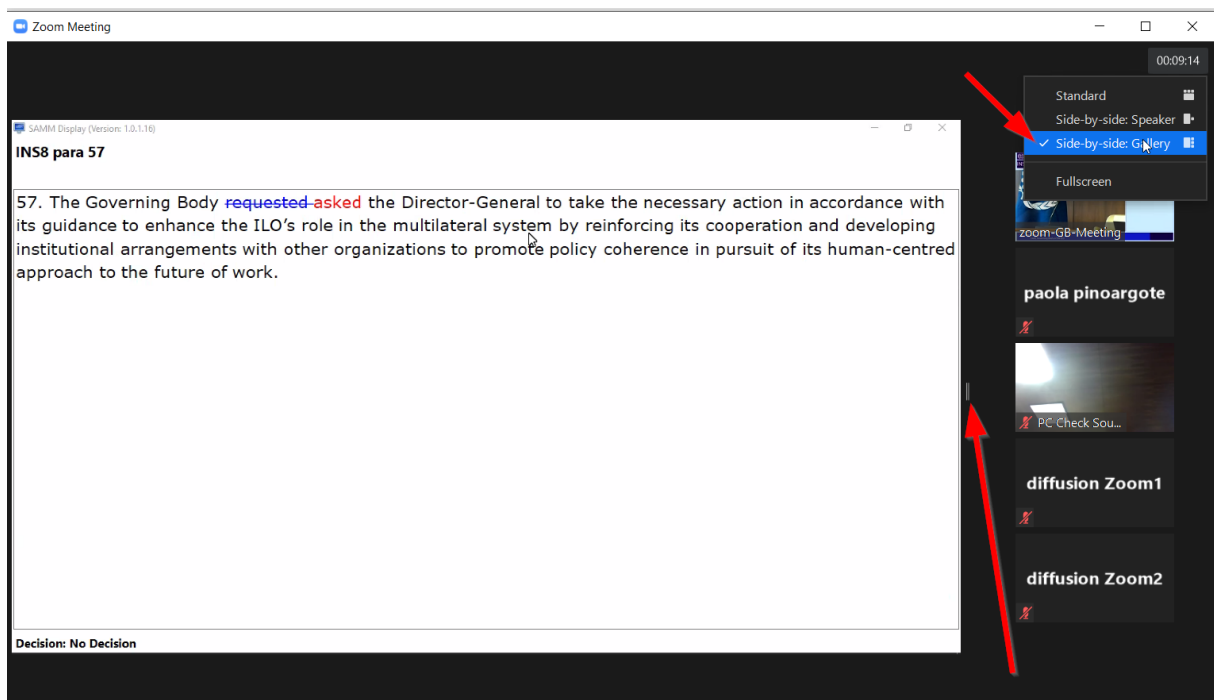 Zoom Meeting
00:09:14
Standard
Side-by-side: Speaker
Side-by-side: Gallery
Fullscreen
SAMM Display (Version: 1.0.1.16)
INS8 para 57
57. The Governing Body requested asked the Director-General to take the necessary action in accordance with
its guidance to enhance the ILO's role in the multilateral system by reinforcing its cooperation and developing
institutional arrangements with other organizations to promote policy coherence in pursuit of its human-centred
approach to the future of work.
Decision: No Decision
zoom-GB-Meeting
paola pinoargote
PC Check Sou...
diffusion Zoom1
diffusion Zoom2